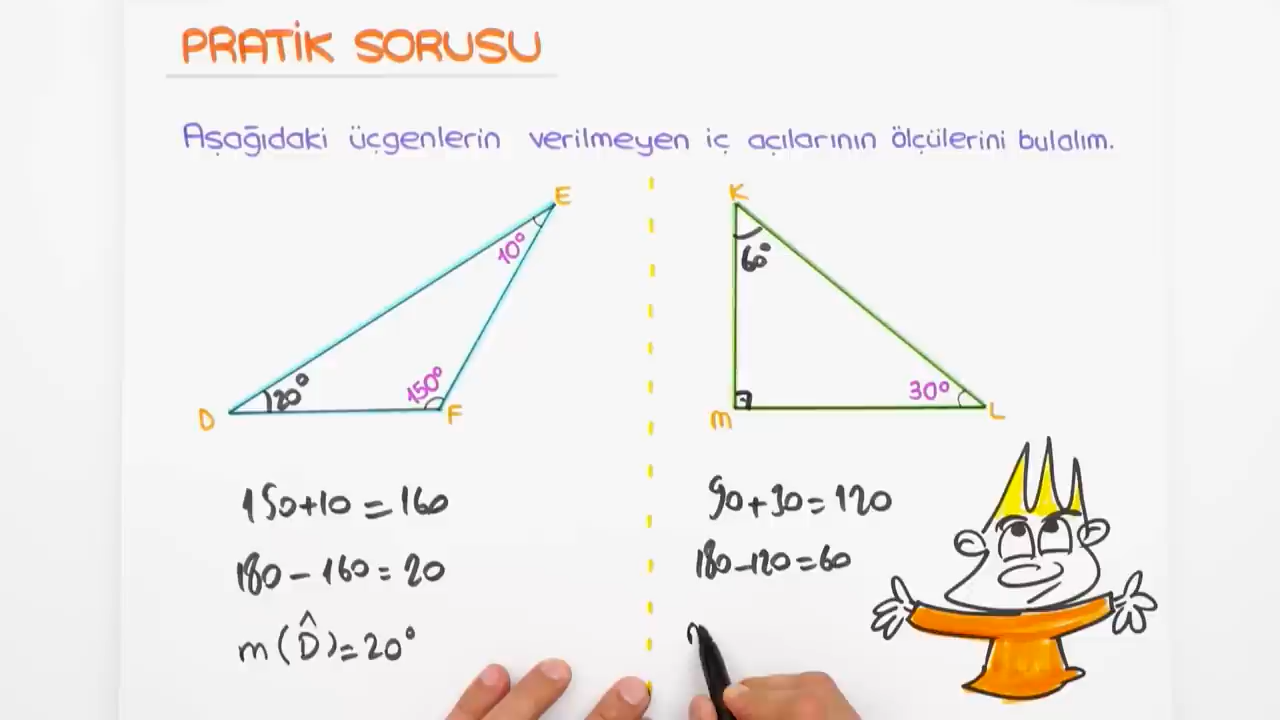 PRATİK SORUSU
Aşağıdaki üçgenlerin verilmeyen iç açılarının ölçülerini bulalım.
E
10°
20°
150°
D
F
K
60°
30°
M
L
150+10=160
180-160=20
m(D̂)=20°
90+30=120
180-120=60